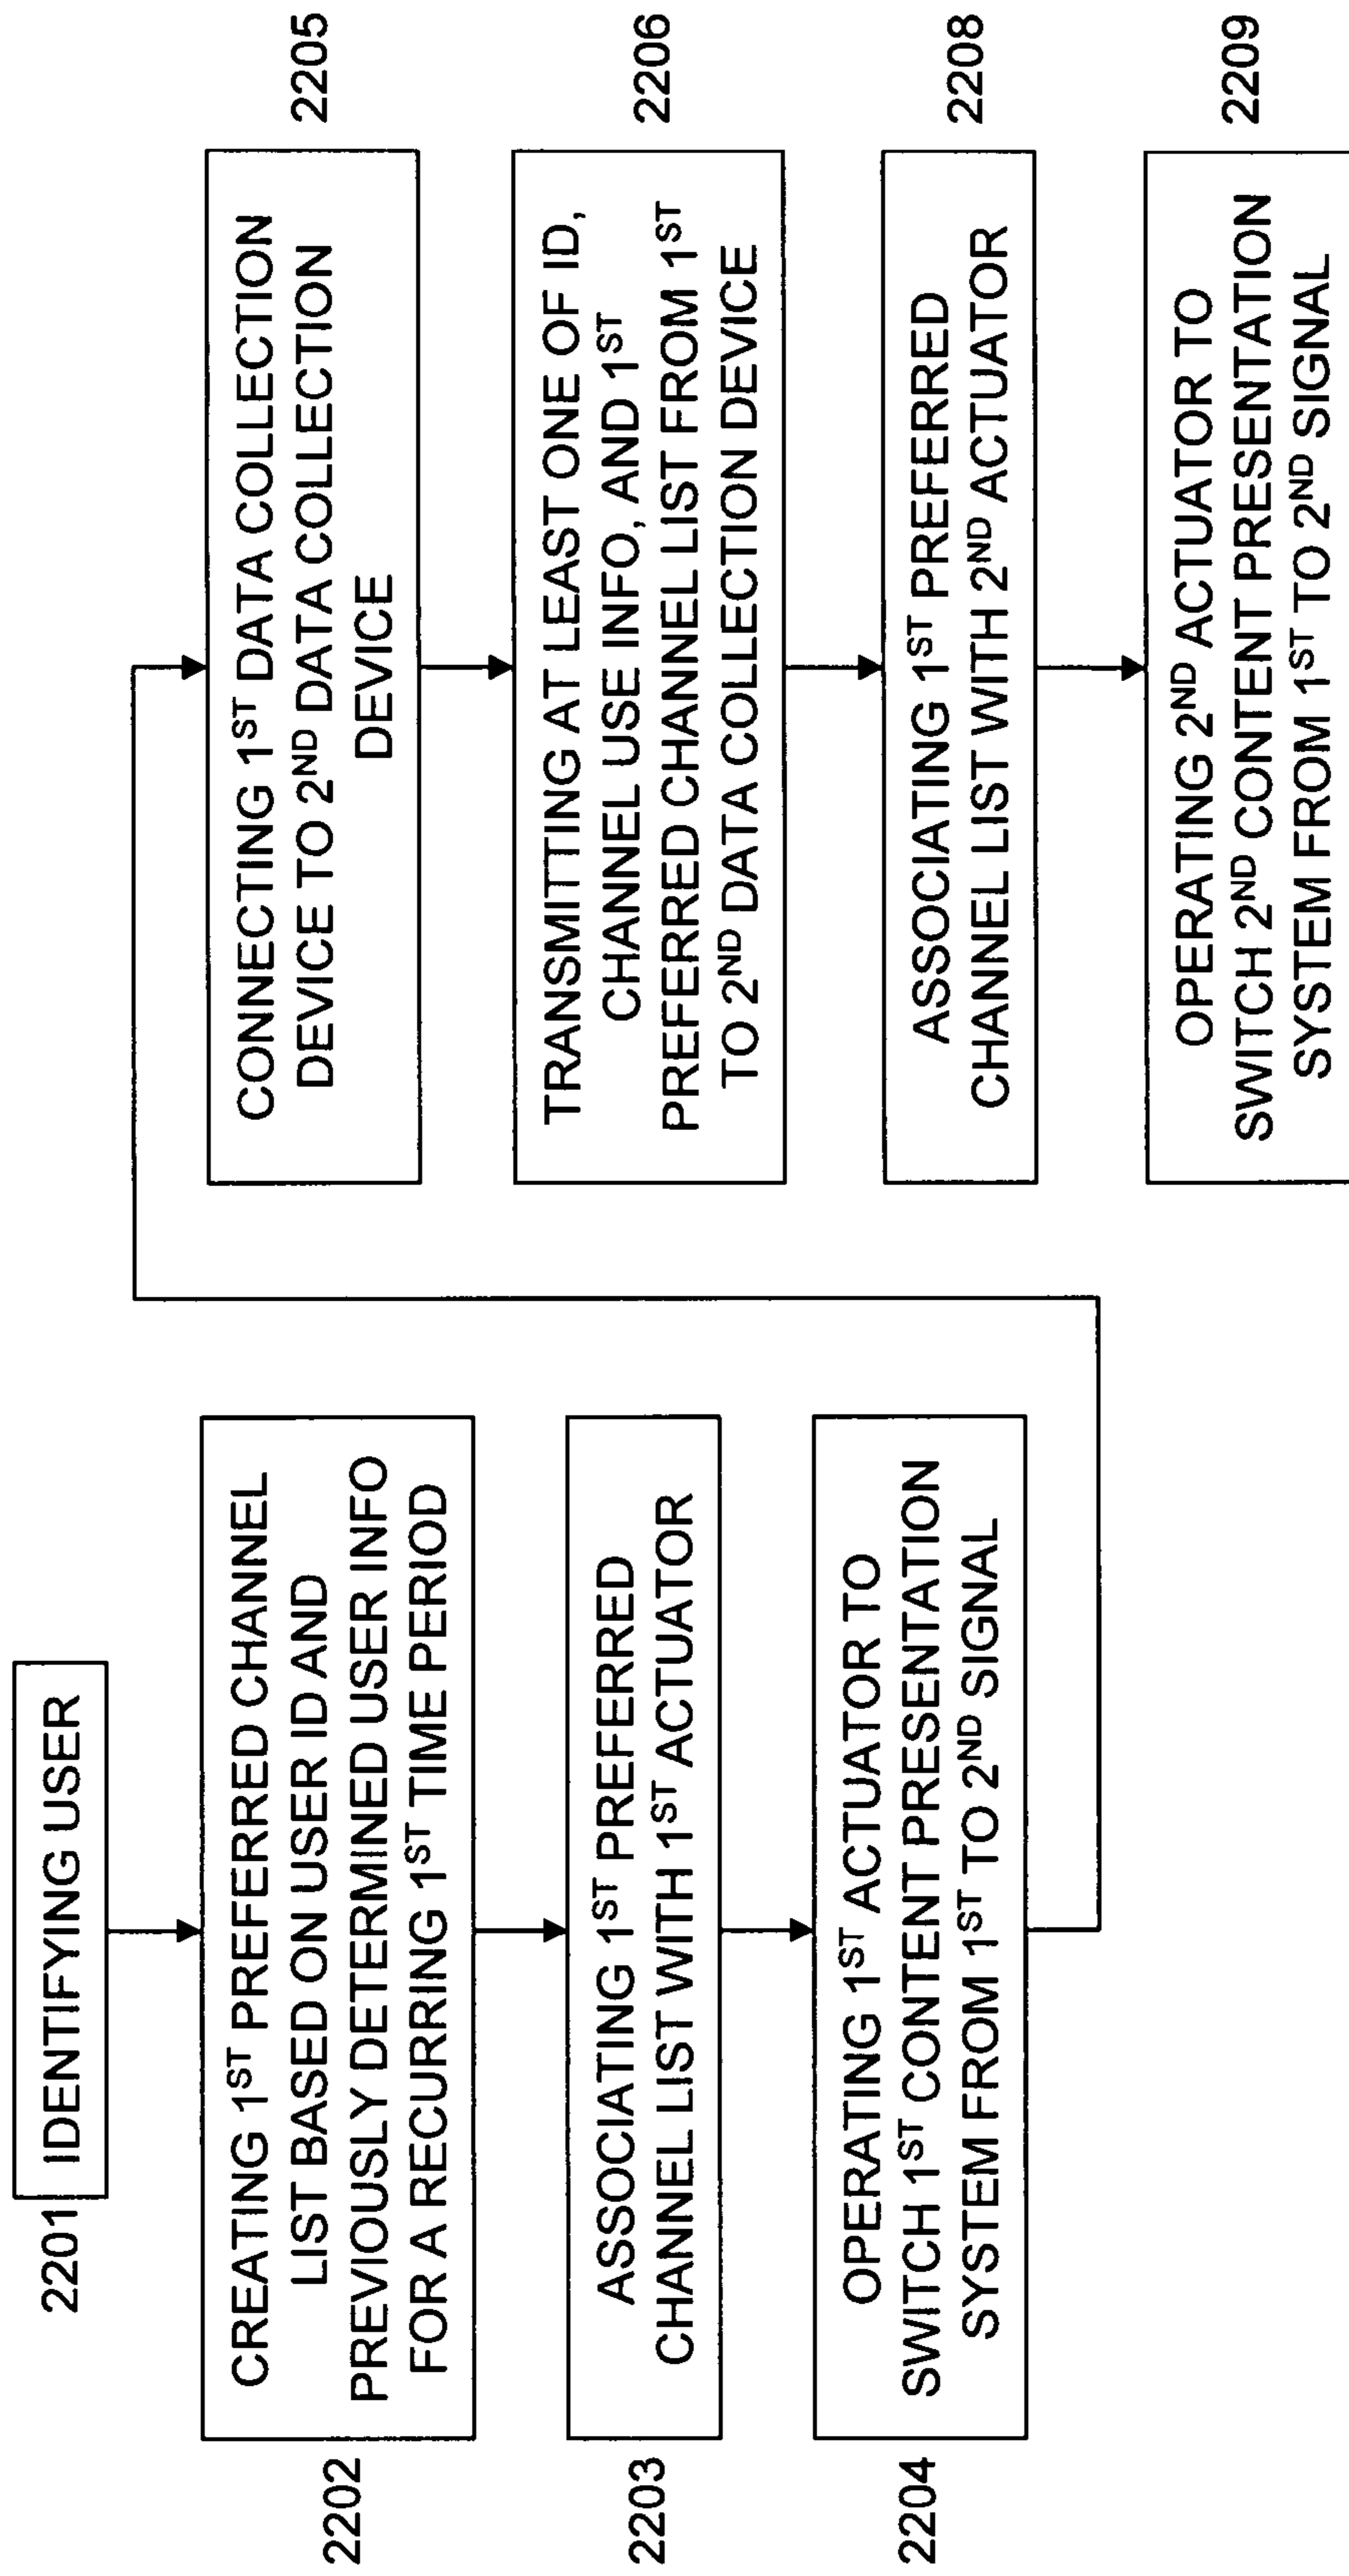 2201
IDENTIFYING USER
2202
CREATING 1ST PREFERRED CHANNEL
LIST BASED ON USER ID AND
PREVIOUSLY DETERMINED USER INFO
FOR A RECURRING 1ST TIME PERIOD
2203
ASSOCIATING 1ST PREFERRED
CHANNEL LIST WITH 1ST ACTUATOR
2204
OPERATING 1ST ACTUATOR TO
SWITCH 1ST CONTENT PRESENTATION
SYSTEM FROM 1ST TO 2ND SIGNAL
CONNECTING 1ST DATA COLLECTION
DEVICE TO 2ND DATA COLLECTION
DEVICE
2205
TRANSMITTING AT LEAST ONE OF ID,
CHANNEL USE INFO, AND 1ST
PREFERRED CHANNEL LIST FROM 1ST
TO 2ND DATA COLLECTION DEVICE
2206
ASSOCIATING 1ST PREFERRED
CHANNEL LIST WITH 2ND ACTUATOR
2208
OPERATING 2ND ACTUATOR TO
SWITCH 2ND CONTENT PRESENTATION
SYSTEM FROM 1ST TO 2ND SIGNAL
2209